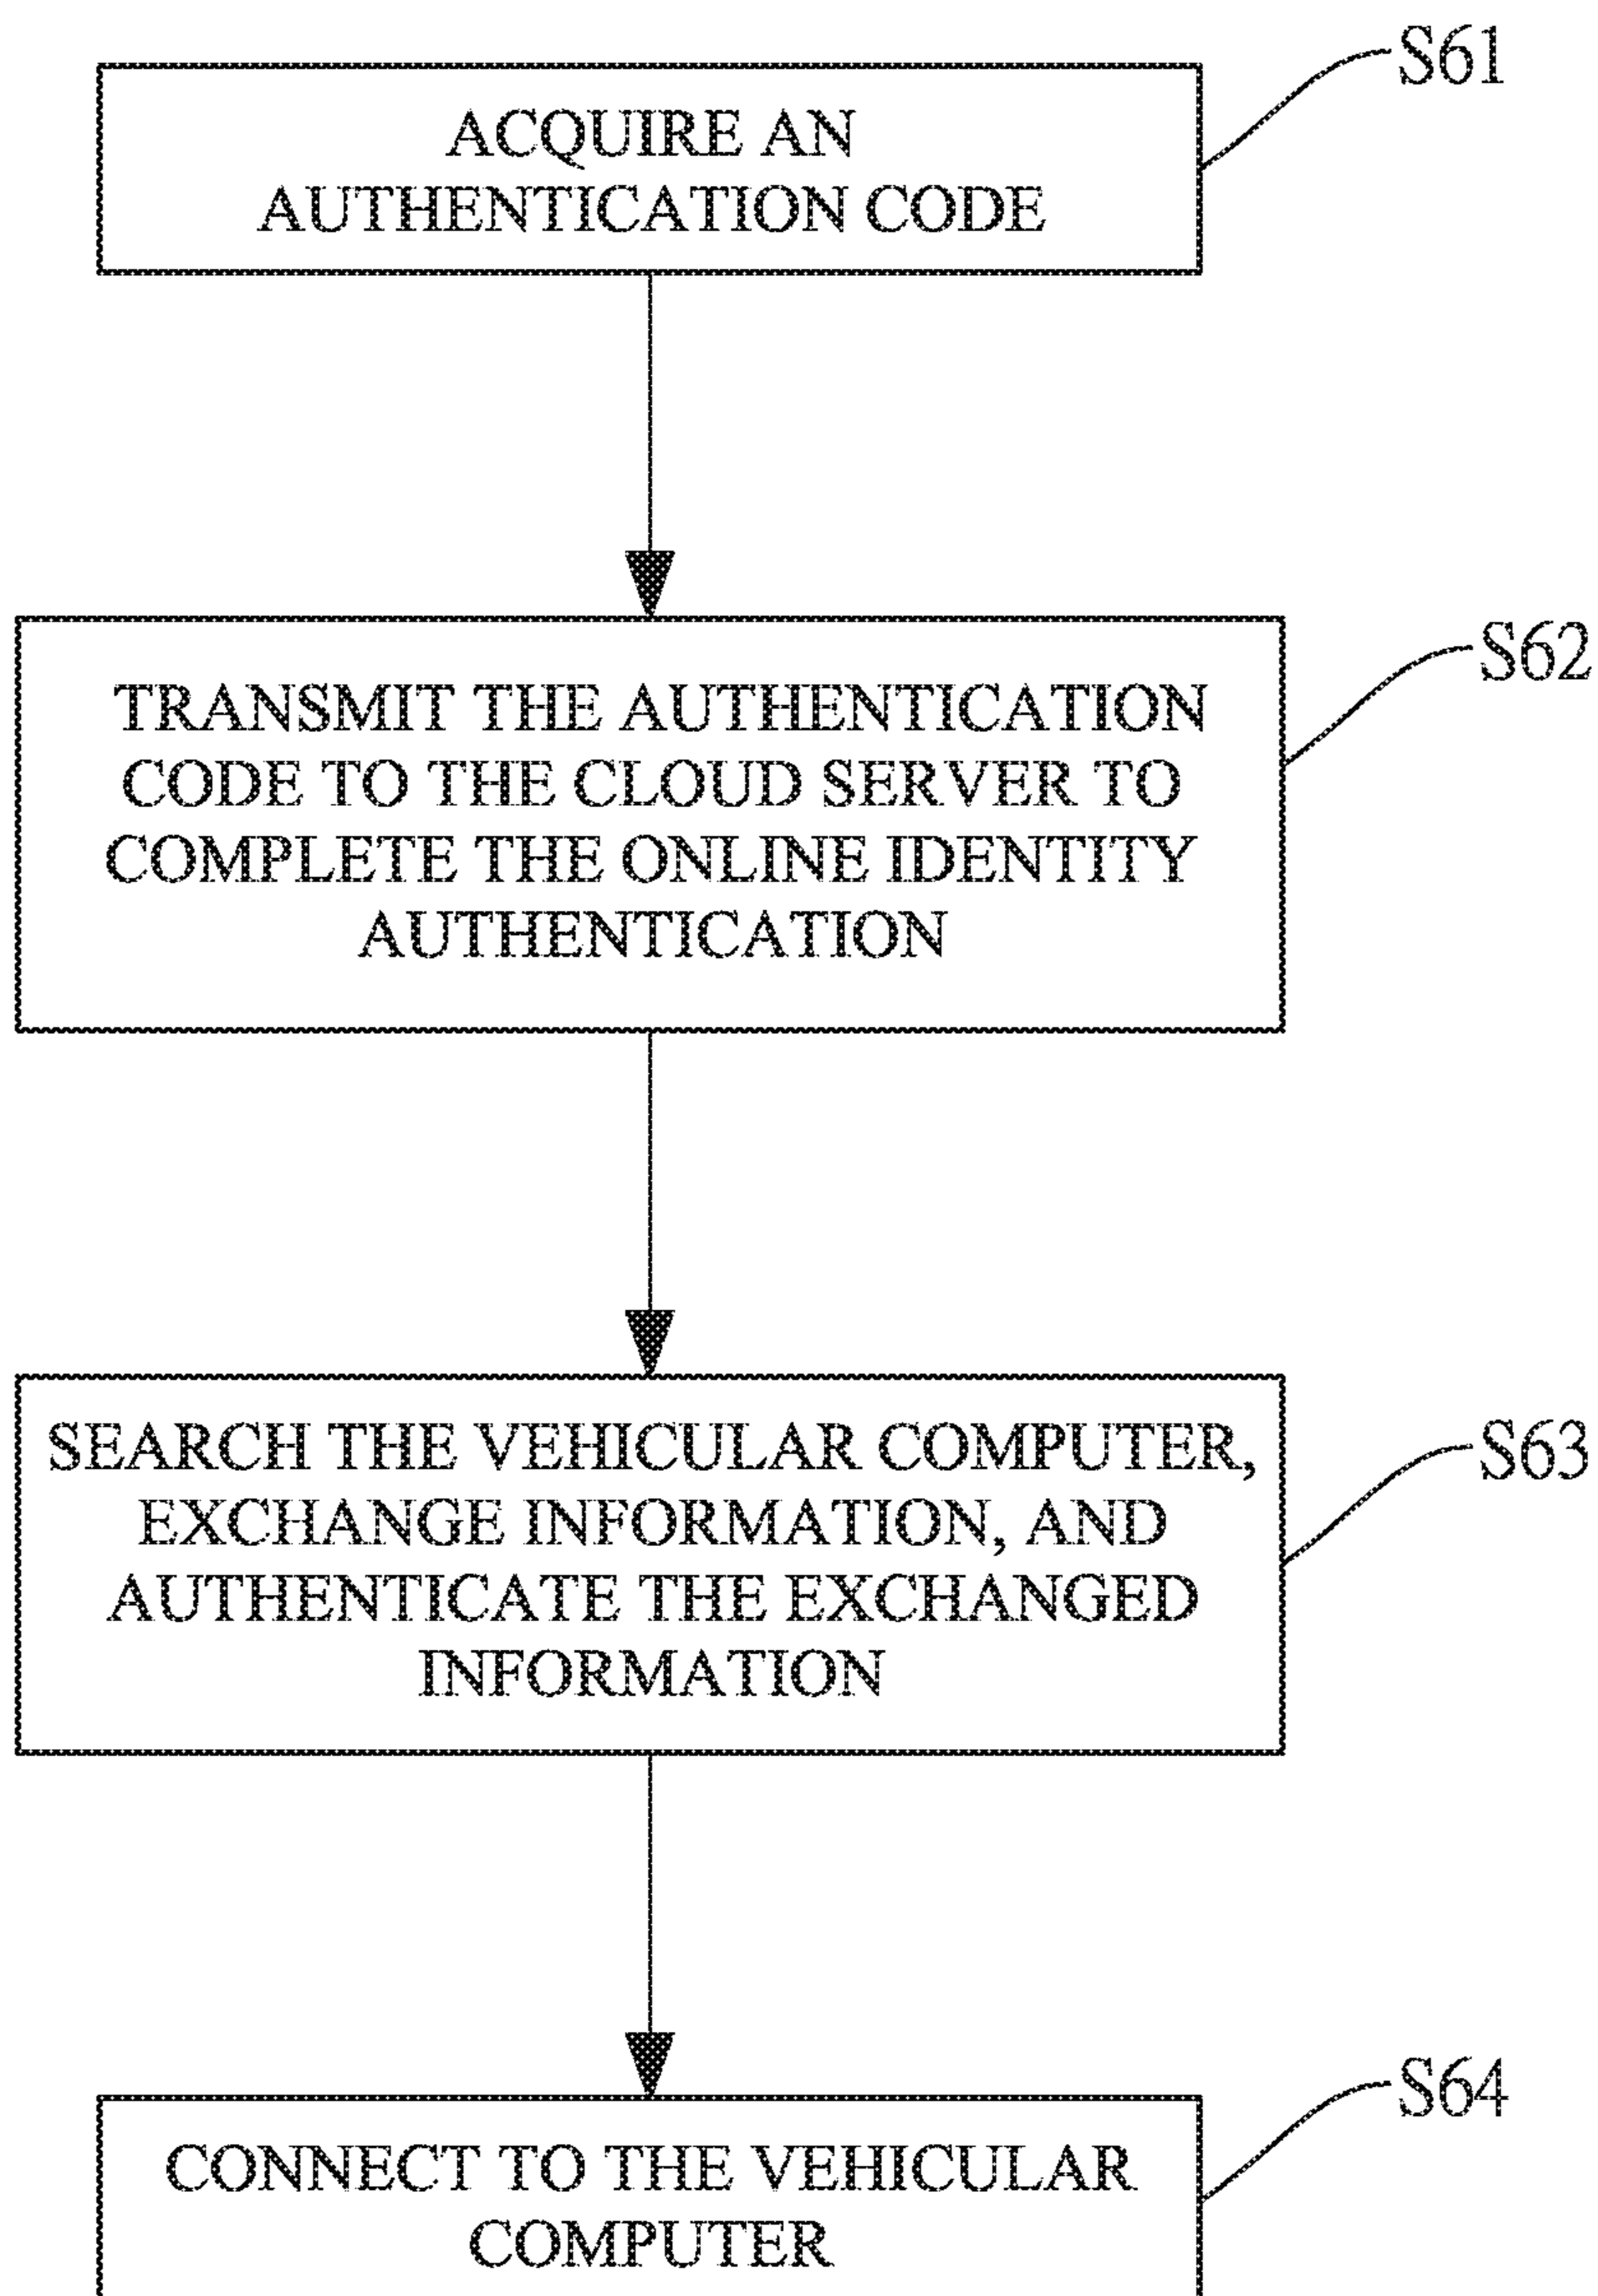 S61
ACQUIRE AN
AUTHENTICATION CODE
S62
TRANSMIT THE AUTHENTICATION
CODE TO THE CLOUD SERVER TO
COMPLETE THE ONLINE IDENTITY
AUTHENTICATION
S63
SEARCH THE VEHICULAR COMPUTER,
EXCHANGE INFORMATION, AND
AUTHENTICATE THE EXCHANGED
INFORMATION
S64
CONNECT TO THE VEHICULAR
COMPUTER